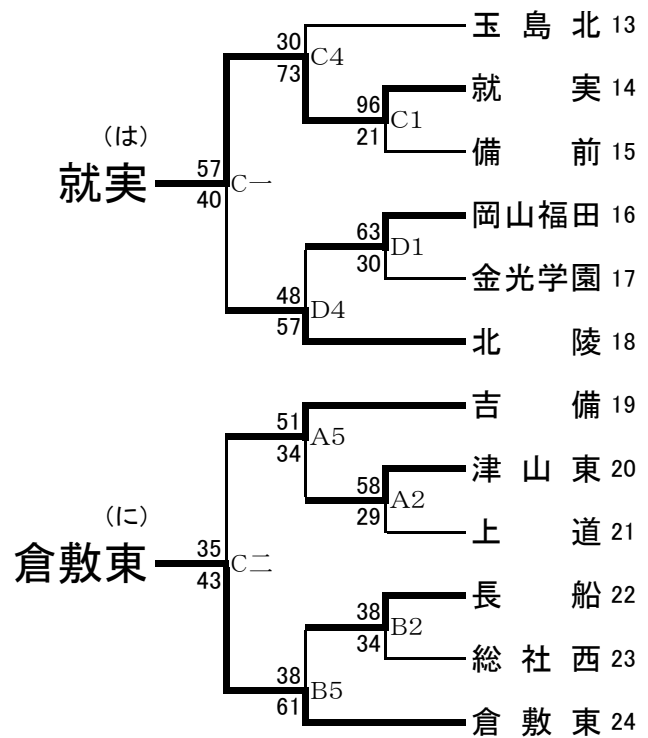 玉島北 13
30
C4
73
就実 14
96
C1
21
備前 15
(は)
就実
57
C一
40
岡山福田 16
63
D1
30
金光学園 17
48
D4
57
北陵 18
吉備 19
51
A5
34
津山東 20
58
A2
29
上道 21
(に)
倉敷東
35
C二
43
長船 22
38
B2
34
総社西 23
38
B5
61
倉敷東 24